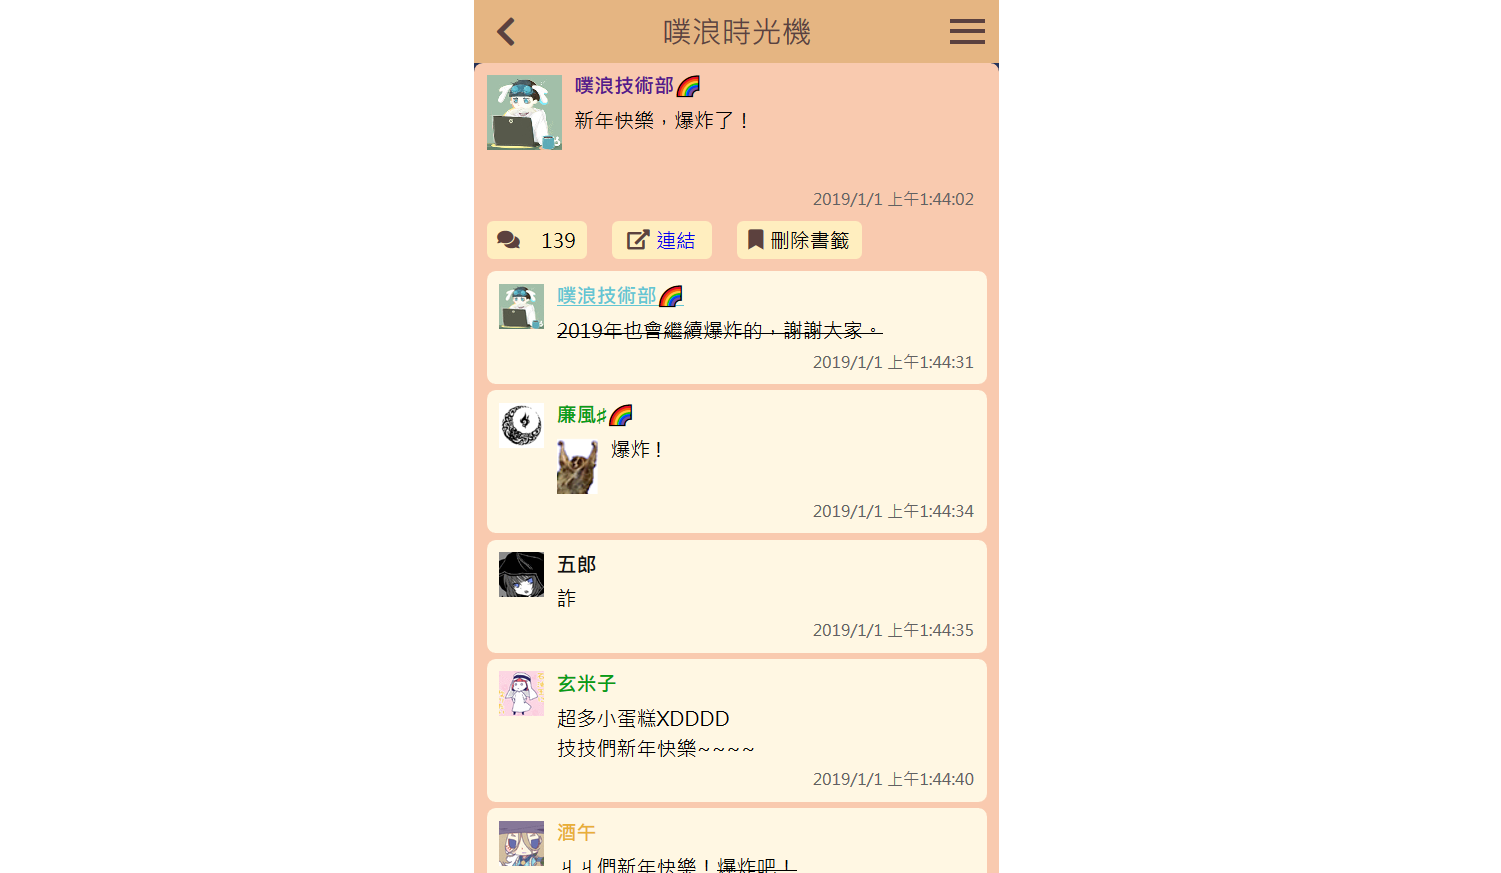 噗浪時光機
噗浪技術部🌈
新年快樂，爆炸了！
2019/1/1 上午1:44:02
139
連結
刪除書籤
噗浪技術部🌈
2019年也會繼續爆炸的，謝謝大家。
2019/1/1 上午1:44:31
廉風♯🌈
爆炸！
2019/1/1 上午1:44:34
五郎
詐
2019/1/1 上午1:44:35
玄米子
超多小蛋糕XDDDD
技技們新年快樂~~~~
2019/1/1 上午1:44:40
酒午
ㄐㄐ們新年快樂！爆炸吧！